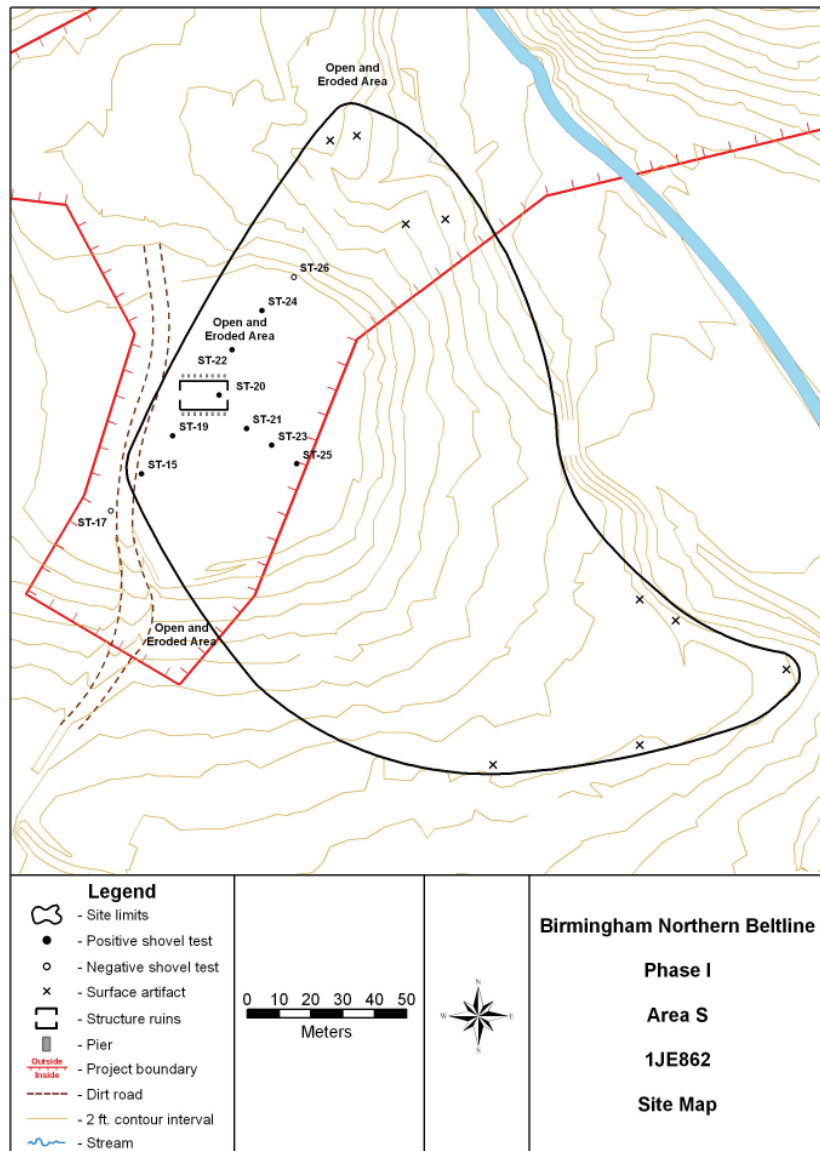 Open and
Eroded Area
ST-26
ST-24
Open and
Eroded Area
ST-22
ST-20
ST-19
ST-21
ST-23
ST-25
ST-15
ST-17
Open and
Eroded Area
Legend
- Site limits
- Positive shovel test
- Negative shovel test
- Surface artifact
- Structure ruins
- Pier
Outside
Inside
- Project boundary
- Dirt road
- 2 ft. contour interval
- Stream
0 10 20 30 40 50
Meters
N
W E
S
Birmingham Northern Beltline
Phase I
Area S
1JE862
Site Map